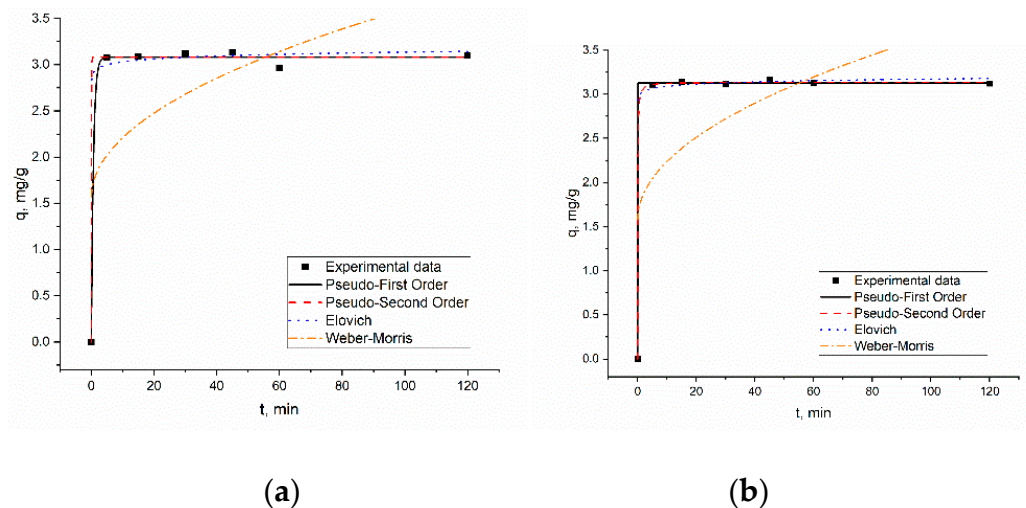 3.5
3.0
2.5
2.0
1.5
1.0
0.5
0.0
q, mg/g
Experimental data
Pseudo-First Order
Pseudo-Second Order
Elovich
Weber-Morris
0 20 40 60 80 100 120
t, min
(a)
3.5
3.0
2.5
2.0
1.5
1.0
0.5
0.0
q, mg/g
Experimental data
Pseudo-First Order
Pseudo-Second Order
Elovich
Weber-Morris
0 20 40 60 80 100 120
t, min
(b)